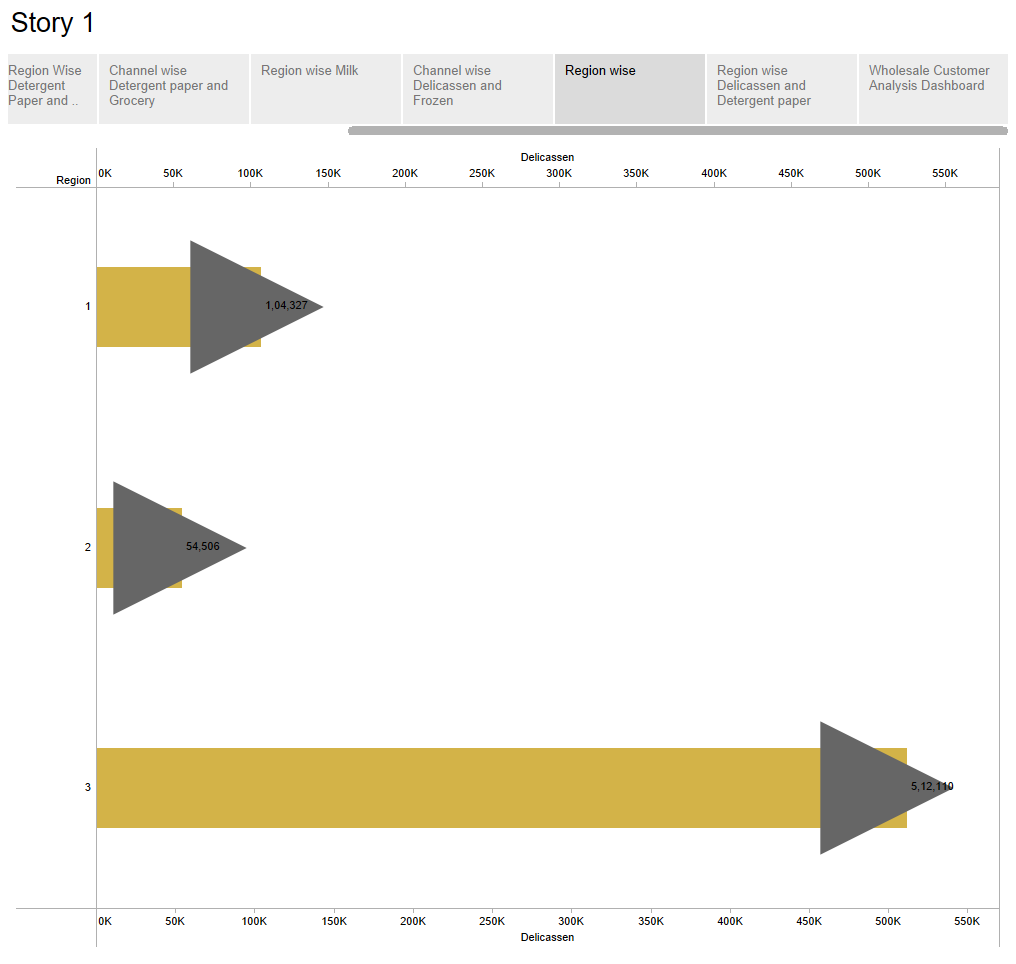 Story 1
Region Wise
Detergent
Paper and ..
Channel wise
Detergent paper and
Grocery
Region wise Milk
Channel wise
Delicassen and
Frozen
Region wise
Region wise
Delicassen and
Detergent paper
Wholesale Customer
Analysis Dashboard
Delicassen
Region 0K 50K 100K 150K 200K 250K 300K 350K 400K 450K 500K 550K
1 1,04,327
2 54,506
3 5,12,110
0K 50K 100K 150K 200K 250K 300K 350K 400K 450K 500K 550K
Delicassen